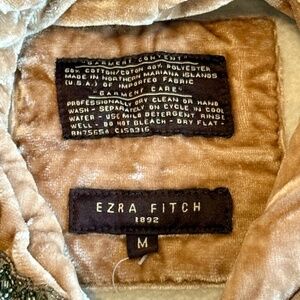 "GARMENT CONTENT"
60% COTTON/COTON 40% POLYESTER
MADE IN NORTHERN MARIANA ISLANDS
(U.S.A.) OF IMPORTED FABRIC
"GARMENT CARE"
PROFESSIONALLY DRY CLEAN OR HAND
WASH - SEPARATELY ON CYCLE IN COOL
WATER - USE MILD DETERGENT, RINSE
WELL - DO NOT BLEACH - DRY FLAT -
RN75654 CI50315
EZRA FITCH
1892
M